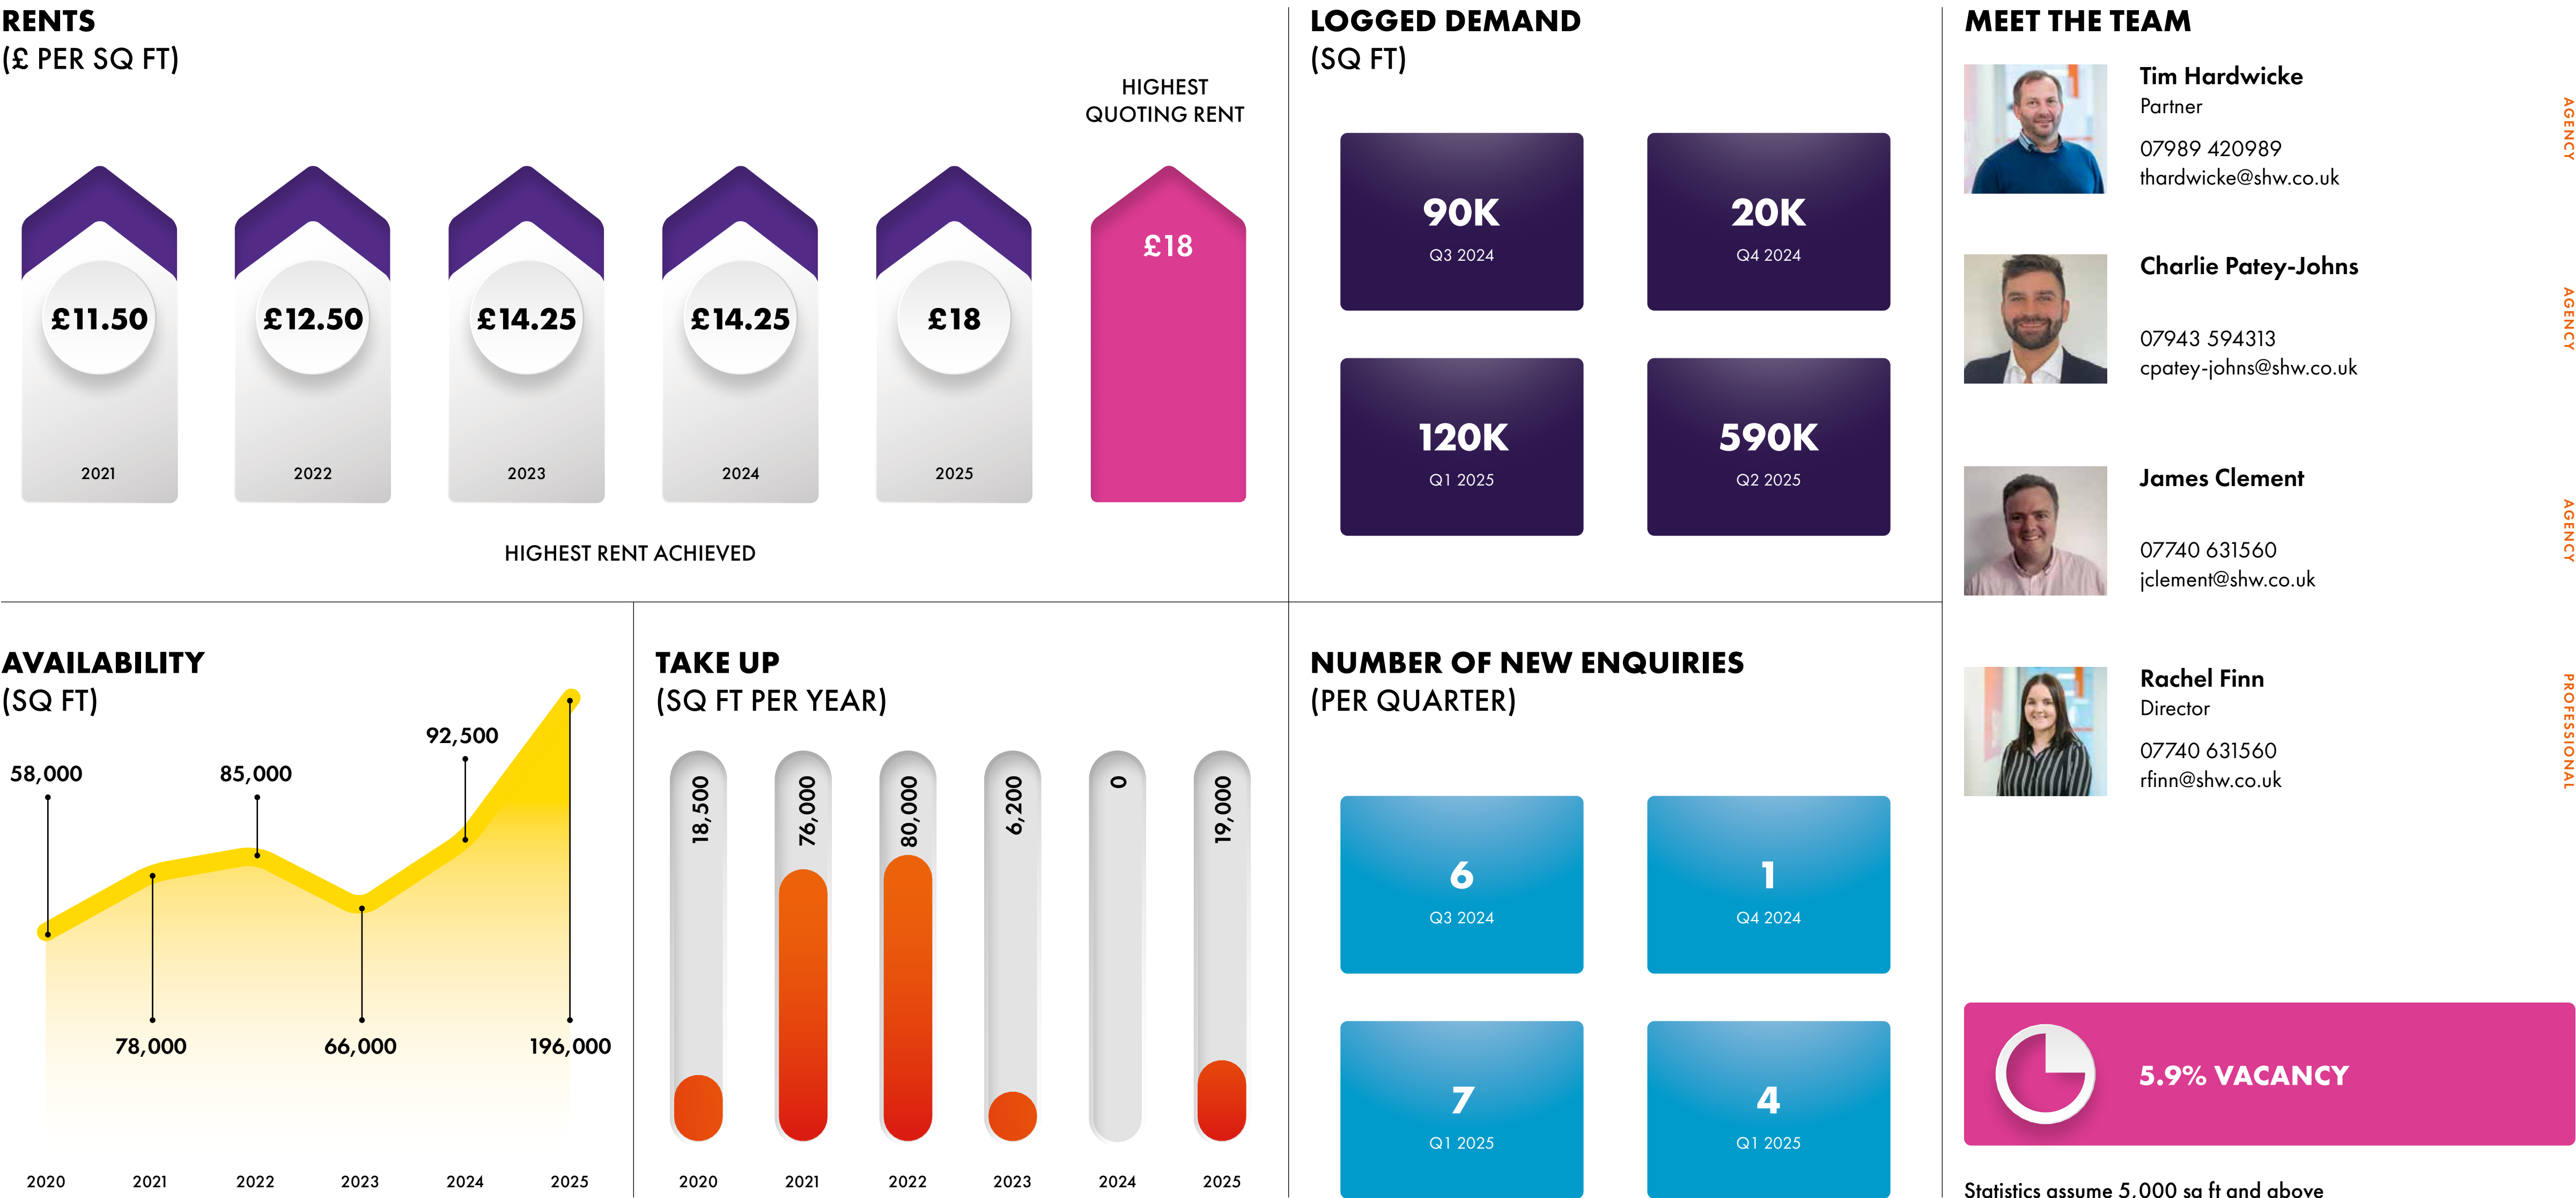 RENTS
(£ PER SQ FT)
HIGHEST
QUOTING RENT
£11.50
2021
£12.50
2022
£14.25
2023
£14.25
2024
£18
2025
£18
HIGHEST RENT ACHIEVED
LOGGED DEMAND
(SQ FT)
90K
Q3 2024
20K
Q4 2024
120K
Q1 2025
590K
Q2 2025
AVAILABILITY
(SQ FT)
58,000
78,000
85,000
66,000
92,500
196,000
2020
2021
2022
2023
2024
2025
TAKE UP
(SQ FT PER YEAR)
18,500
76,000
80,000
6,200
0
19,000
2020
2021
2022
2023
2024
2025
NUMBER OF NEW ENQUIRIES
(PER QUARTER)
6
Q3 2024
1
Q4 2024
7
Q1 2025
4
Q1 2025
MEET THE TEAM
Tim Hardwicke
Partner
07989 420989
thardwicke@shw.co.uk
AGENCY
Charlie Patey-Johns
07943 594313
cpatey-johns@shw.co.uk
AGENCY
James Clement
07740 631560
jclement@shw.co.uk
AGENCY
Rachel Finn
Director
07740 631560
rfinn@shw.co.uk
PROFESSIONAL
5.9% VACANCY
Statistics assume 5,000 sq ft and above